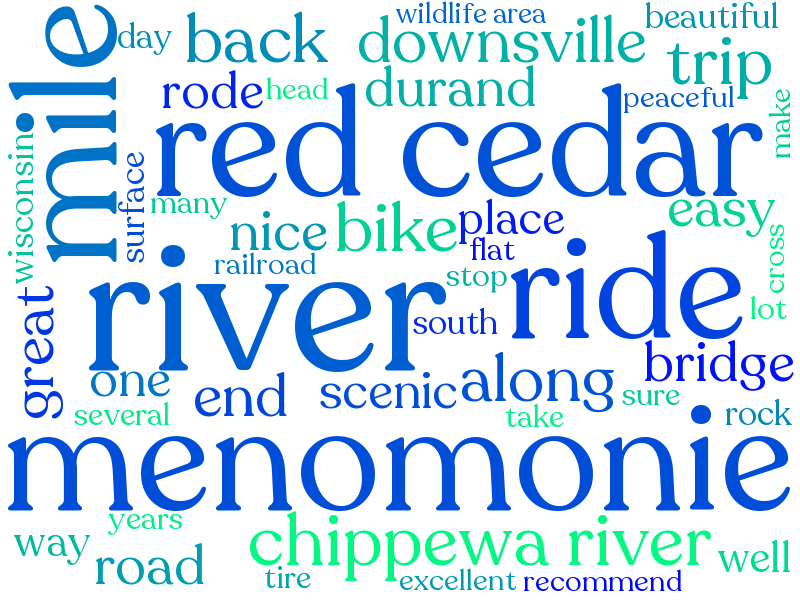 wildlife area
beautiful
day
back
downsville
trip
mile
rode
head
durand
peaceful
make
red cedar
wisconsin
surface
many
nice
bike
place
easy
flat
railroad
stop
cross
river
ride
south
lot
great
bridge
one
end
scenic
along
sure
several
take
rock
menomonie
years
way
road
chippewa river
well
tire
excellent
recommend